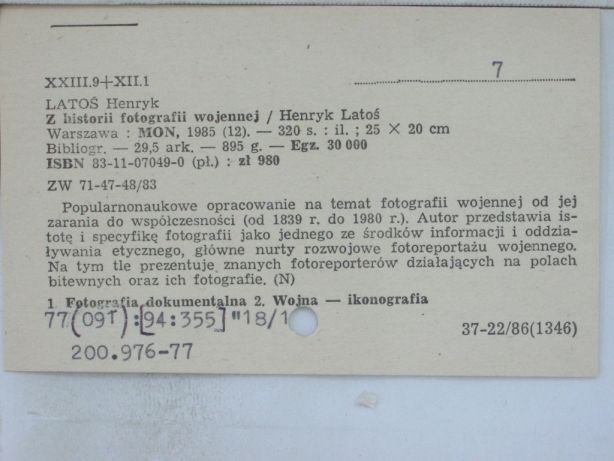 7
XXIII.9+XII.1
LATOŚ Henryk
Z historii fotografii wojennej / Henryk Latoś
Warszawa : MON, 1985 (12). — 320 s. : il. ; 25 × 20 cm
Bibliogr. — 29,5 ark. — 895 g. — Egz. 30 000
ISBN 83-11-07049-0 (pł.) : zł 980
ZW 71-47-48/83
Popularnonaukowe opracowanie na temat fotografii wojennej od jej
zarania do współczesności (od 1839 r. do 1980 r.). Autor przedstawia is-
totę i specyfikę fotografii jako jednego ze środków informacji i oddzia-
ływania etycznego, główne nurty rozwojowe fotoreportażu wojennego.
Na tym tle prezentuje znanych fotoreporterów działających na polach
bitewnych oraz ich fotografie. (N)
1 Fotografia dokumentalna 2. Wojna — ikonografia
77(091):[94:355]"18/1
37-22/86(1346)
200.976-77